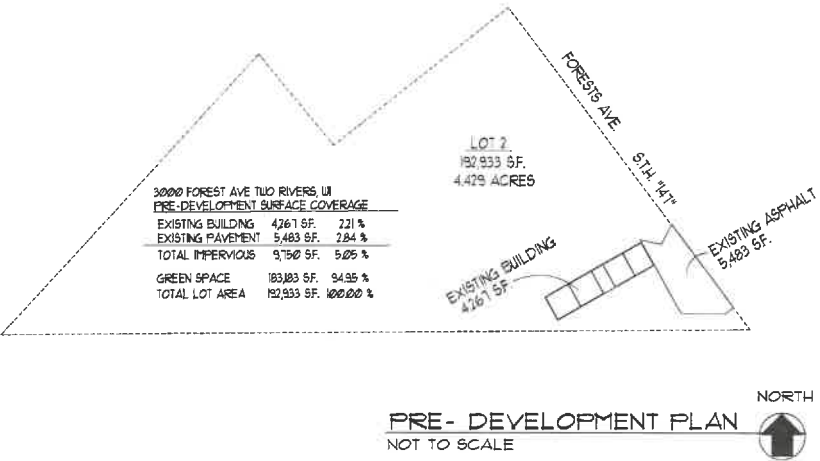 FORESTS AVE.
S.T.H. "147"
LOT 2
192,933 S.F.
4.429 ACRES
3000 FOREST AVE TWO RIVERS, WI
PRE-DEVELOPMENT SURFACE COVERAGE
EXISTING BUILDING 4,267 SF. 2.21 %
EXISTING PAVEMENT 5,483 SF. 2.84 %
TOTAL IMPERVIOUS 9,750 SF. 5.05 %
GREEN SPACE 183,183 SF. 94.95 %
TOTAL LOT AREA 192,933 SF. 100.00 %
EXISTING BUILDING
4267 SF.
EXISTING ASPHALT
5,483 SF.
PRE- DEVELOPMENT PLAN
NOT TO SCALE
NORTH